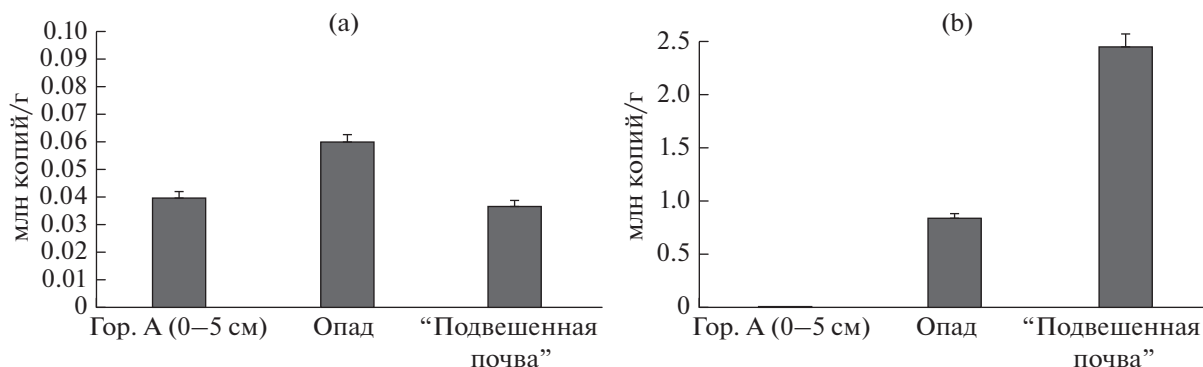 (a)
млн копий/г
0.10
0.09
0.08
0.07
0.06
0.05
0.04
0.03
0.02
0.01
0
Гор. А (0–5 см)
Опад
“Подвешенная
почва”
(b)
млн копий/г
2.5
2.0
1.5
1.0
0.5
0
Гор. А (0–5 см)
Опад
“Подвешенная
почва”